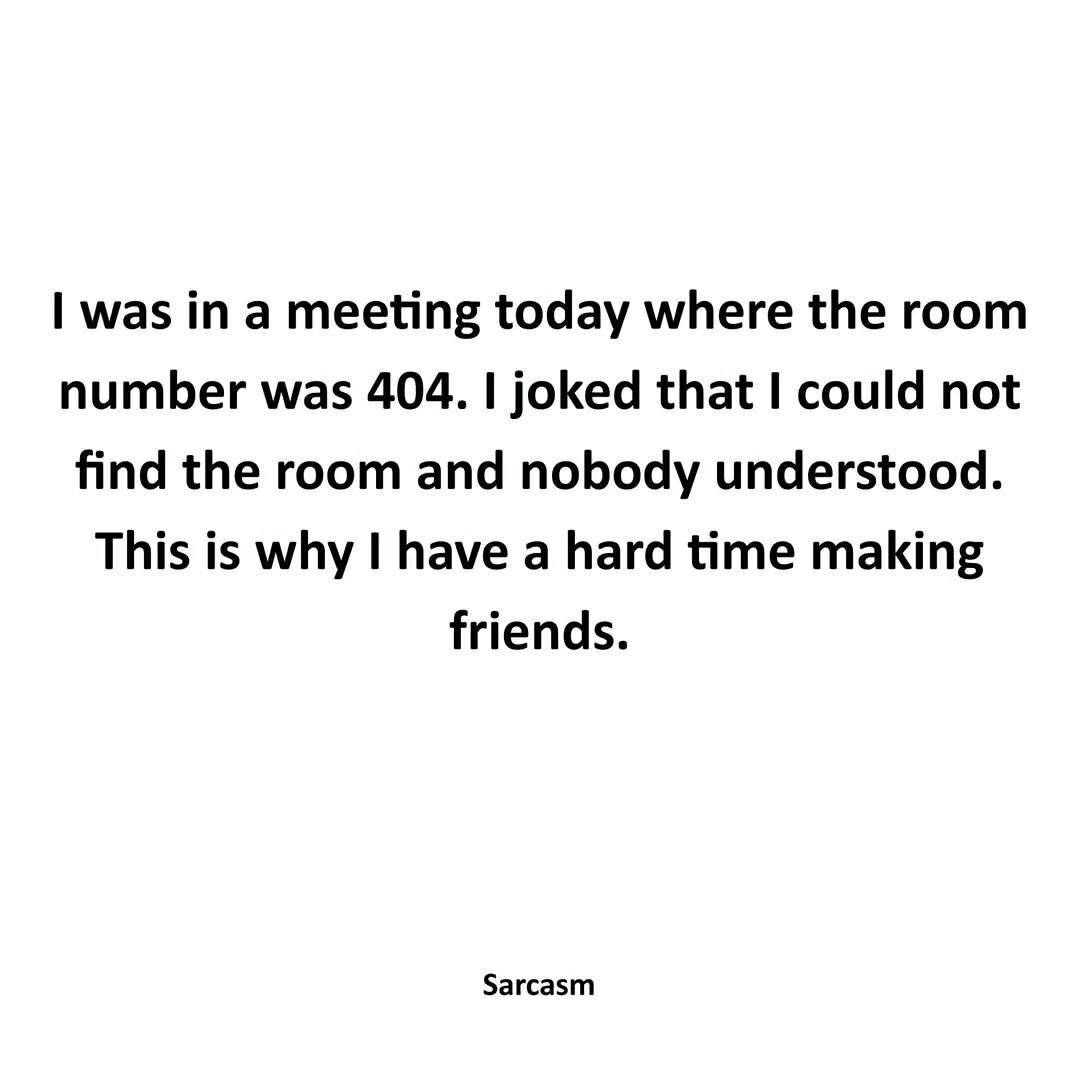 I was in a meeting today where the room
number was 404. I joked that I could not
find the room and nobody understood.
This is why I have a hard time making
friends.
Sarcasm